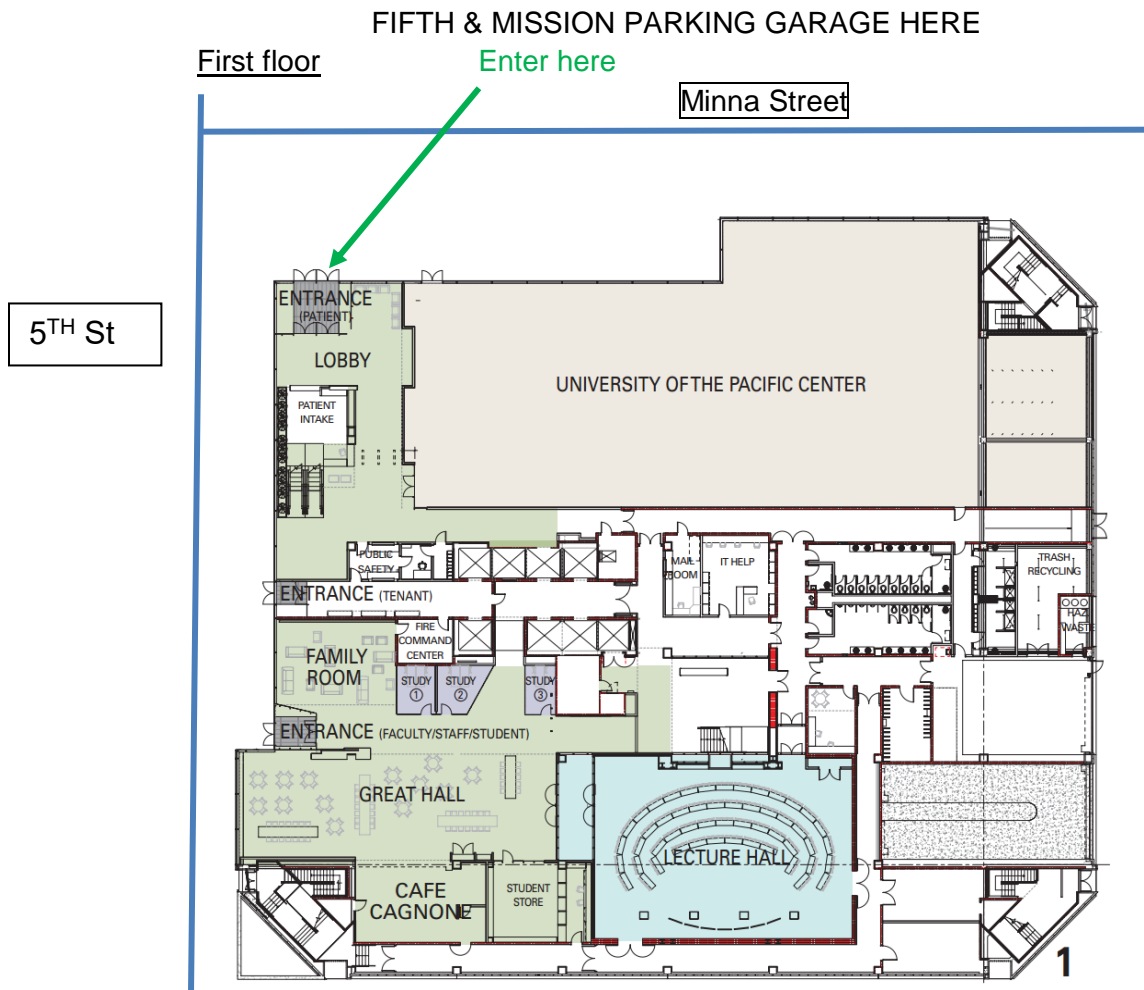 FIFTH & MISSION PARKING GARAGE HERE
First floor
Enter here
Minna Street
5TH St
ENTRANCE
(PATIENT)
LOBBY
PATIENT
INTAKE
UNIVERSITY OF THE PACIFIC CENTER
PUBLIC
SAFETY
MAIL
ROOM
IT HELP
TRASH
RECYCLING
HAZ
WASTE
ENTRANCE (TENANT)
FIRE
COMMAND
CENTER
FAMILY
ROOM
STUDY
1
STUDY
2
STUDY
3
ENTRANCE (FACULTY/STAFF/STUDENT)
GREAT HALL
LECTURE HALL
CAFE
CAGNONE
STUDENT
STORE
1